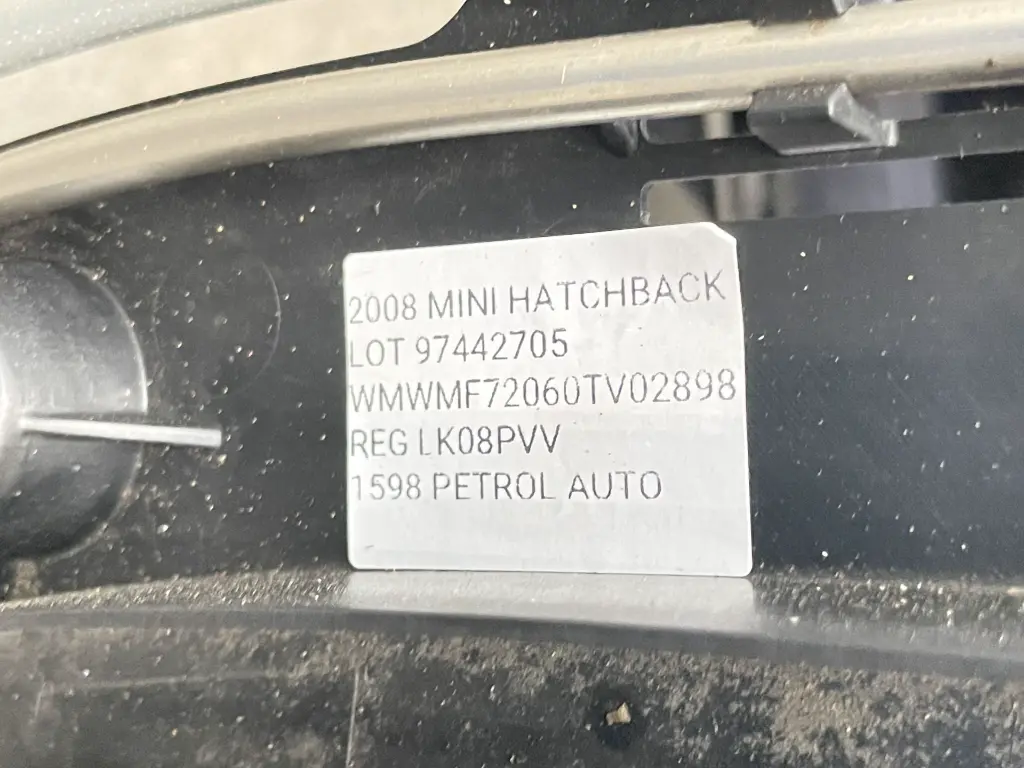 2008 MINI HATCHBACK
LOT 97442705
WMWMF72060TV02898
REG LK08PVV
1598 PETROL AUTO